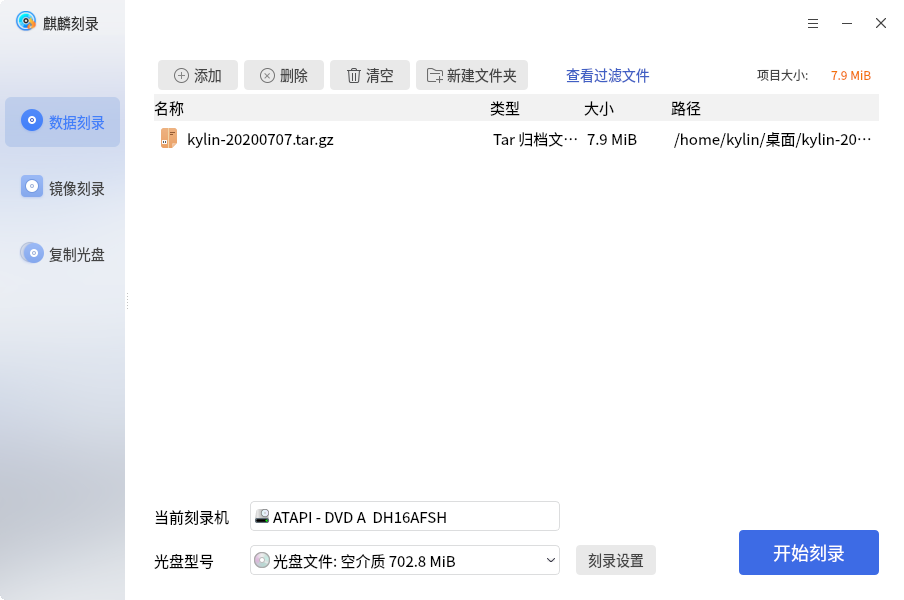 麒麟刻录
数据刻录
镜像刻录
复制光盘
添加 删除 清空 新建文件夹 查看过滤文件 项目大小: 7.9 MiB
名称 类型 大小 路径
kylin-20200707.tar.gz Tar 归档文… 7.9 MiB /home/kylin/桌面/kylin-20…
当前刻录机 ATAPI - DVD A DH16AFSH
光盘型号 光盘文件: 空介质 702.8 MiB 刻录设置
开始刻录